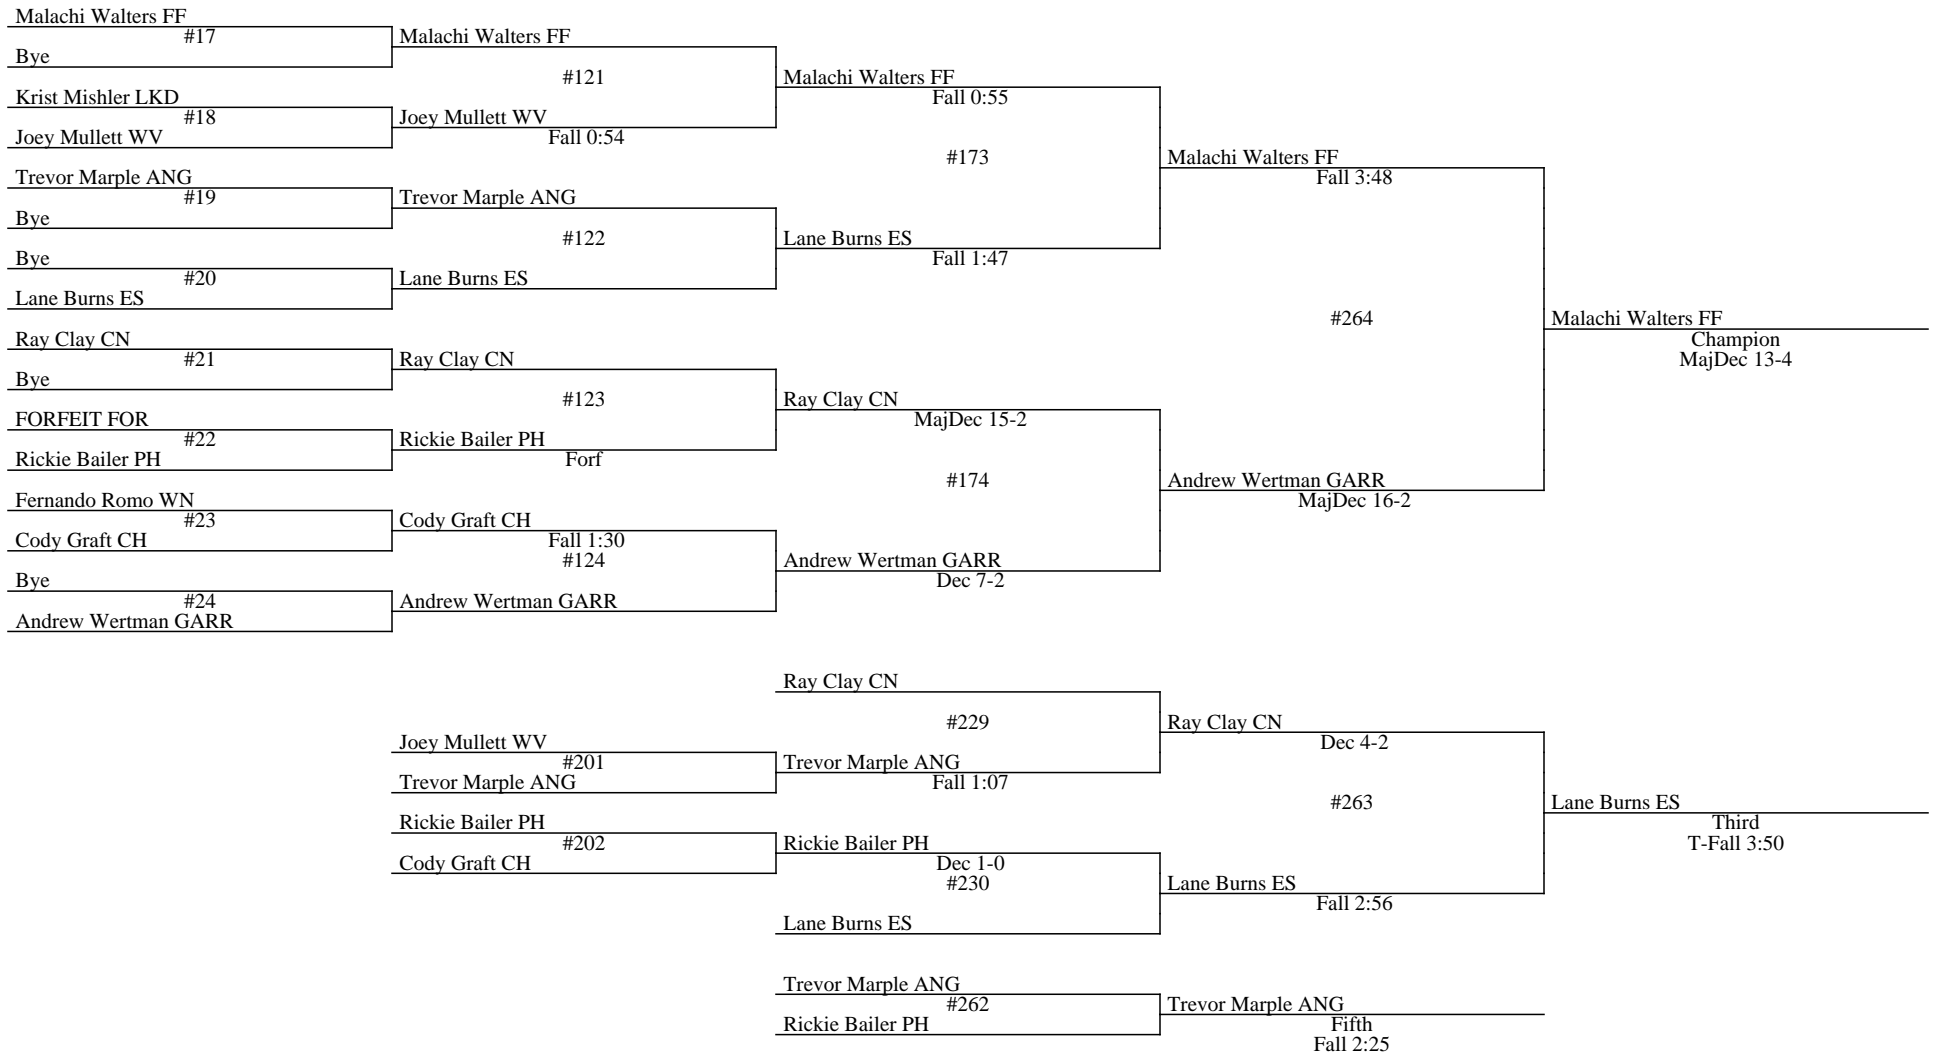 Malachi Walters FF
#17
Bye
Malachi Walters FF
#121
Krist Mishler LKD
#18
Joey Mullett WV
Joey Mullett WV
Fall 0:54
Malachi Walters FF
Fall 0:55
#173
Trevor Marple ANG
#19
Bye
Trevor Marple ANG
#122
Bye
#20
Lane Burns ES
Lane Burns ES
Lane Burns ES
Fall 1:47
Malachi Walters FF
Fall 3:48
#264
Ray Clay CN
#21
Bye
Ray Clay CN
#123
FORFEIT FOR
#22
Rickie Bailer PH
Rickie Bailer PH
Forf
Ray Clay CN
MajDec 15-2
#174
Fernando Romo WN
#23
Cody Graft CH
Cody Graft CH
Fall 1:30
#124
Bye
#24
Andrew Wertman GARR
Andrew Wertman GARR
Andrew Wertman GARR
Dec 7-2
Andrew Wertman GARR
MajDec 16-2
Malachi Walters FF
Champion
MajDec 13-4
Ray Clay CN
#229
Joey Mullett WV
#201
Trevor Marple ANG
Trevor Marple ANG
Fall 1:07
Ray Clay CN
Dec 4-2
#263
Rickie Bailer PH
#202
Cody Graft CH
Rickie Bailer PH
Dec 1-0
#230
Lane Burns ES
Lane Burns ES
Fall 2:56
Lane Burns ES
Third
T-Fall 3:50
Trevor Marple ANG
#262
Rickie Bailer PH
Trevor Marple ANG
Fifth
Fall 2:25